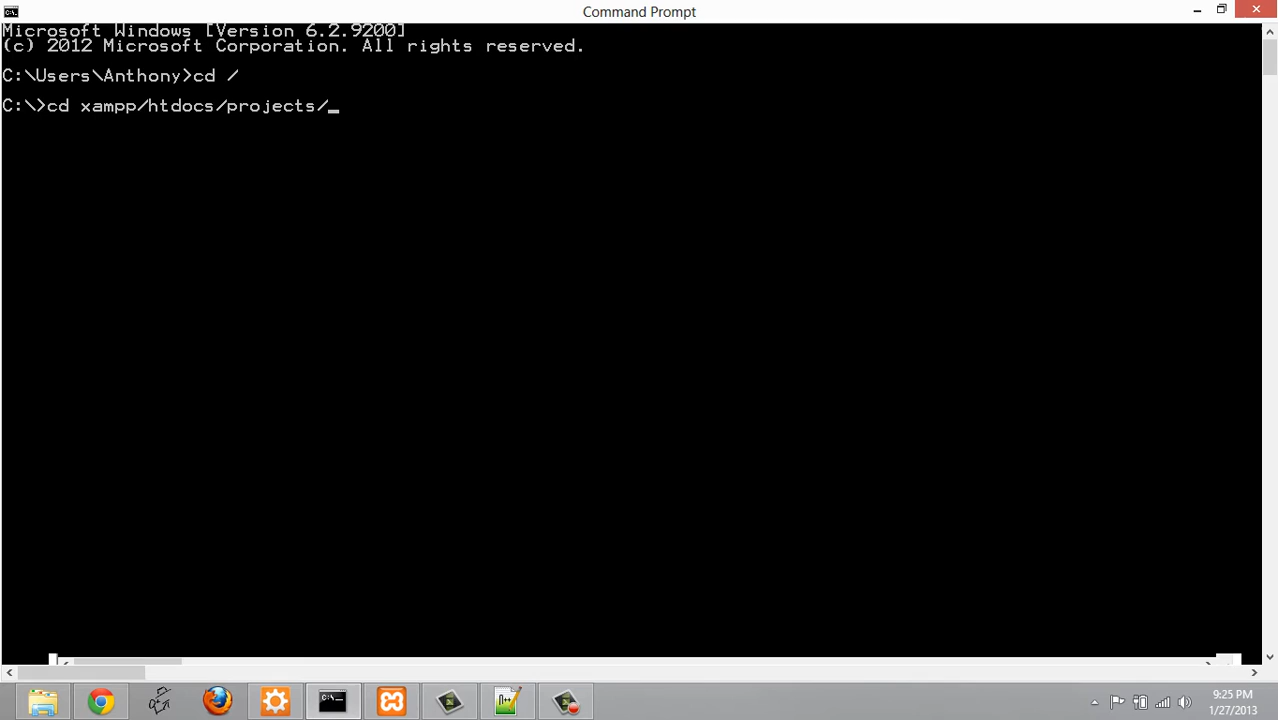 Command Prompt
Microsoft Windows [Version 6.2.9200]
(c) 2012 Microsoft Corporation. All rights reserved.
C:\Users\Anthony>cd /
C:\>cd xampp/htdocs/projects/_
9:25 PM
1/27/2013